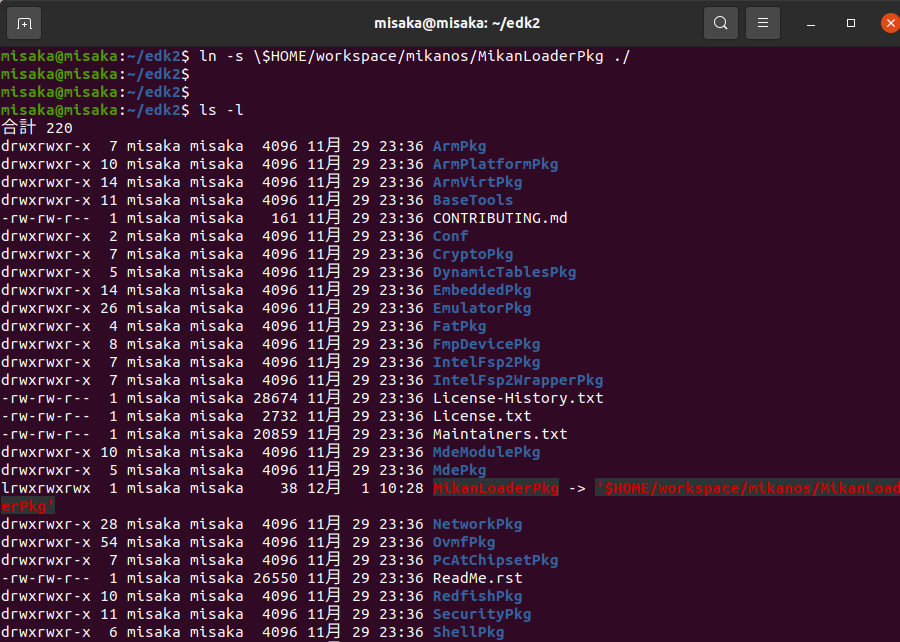 misaka@misaka: ~/edk2
misaka@misaka:~/edk2$ ln -s \$HOME/workspace/mikanos/MikanLoaderPkg ./
misaka@misaka:~/edk2$
misaka@misaka:~/edk2$
misaka@misaka:~/edk2$ ls -l
合計 220
drwxrwxr-x  7 misaka misaka  4096 11月 29 23:36 ArmPkg
drwxrwxr-x 10 misaka misaka  4096 11月 29 23:36 ArmPlatformPkg
drwxrwxr-x 14 misaka misaka  4096 11月 29 23:36 ArmVirtPkg
drwxrwxr-x 11 misaka misaka  4096 11月 29 23:36 BaseTools
-rw-rw-r--  1 misaka misaka   161 11月 29 23:36 CONTRIBUTING.md
drwxrwxr-x  2 misaka misaka  4096 11月 29 23:36 Conf
drwxrwxr-x  7 misaka misaka  4096 11月 29 23:36 CryptoPkg
drwxrwxr-x  5 misaka misaka  4096 11月 29 23:36 DynamicTablesPkg
drwxrwxr-x 14 misaka misaka  4096 11月 29 23:36 EmbeddedPkg
drwxrwxr-x 26 misaka misaka  4096 11月 29 23:36 EmulatorPkg
drwxrwxr-x  4 misaka misaka  4096 11月 29 23:36 FatPkg
drwxrwxr-x  8 misaka misaka  4096 11月 29 23:36 FmpDevicePkg
drwxrwxr-x  7 misaka misaka  4096 11月 29 23:36 IntelFsp2Pkg
drwxrwxr-x  7 misaka misaka  4096 11月 29 23:36 IntelFsp2WrapperPkg
-rw-rw-r--  1 misaka misaka 28674 11月 29 23:36 License-History.txt
-rw-rw-r--  1 misaka misaka  2732 11月 29 23:36 License.txt
-rw-rw-r--  1 misaka misaka 20859 11月 29 23:36 Maintainers.txt
drwxrwxr-x 10 misaka misaka  4096 11月 29 23:36 MdeModulePkg
drwxrwxr-x  5 misaka misaka  4096 11月 29 23:36 MdePkg
lrwxrwxrwx  1 misaka misaka    38 12月  1 10:28 MikanLoaderPkg -> '$HOME/workspace/mikanos/MikanLoad
erPkg'
drwxrwxr-x 28 misaka misaka  4096 11月 29 23:36 NetworkPkg
drwxrwxr-x 54 misaka misaka  4096 11月 29 23:36 OvmfPkg
drwxrwxr-x  7 misaka misaka  4096 11月 29 23:36 PcAtChipsetPkg
-rw-rw-r--  1 misaka misaka 26550 11月 29 23:36 ReadMe.rst
drwxrwxr-x 10 misaka misaka  4096 11月 29 23:36 RedfishPkg
drwxrwxr-x 11 misaka misaka  4096 11月 29 23:36 SecurityPkg
drwxrwxr-x  6 misaka misaka  4096 11月 29 23:36 ShellPkg